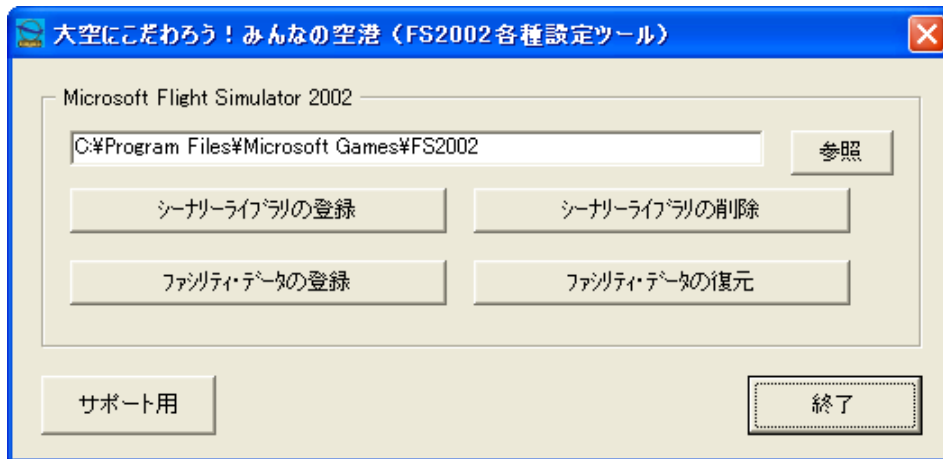 大空にこだわろう！みんなの空港（FS2002各種設定ツール）
Microsoft Flight Simulator 2002
C:¥Program Files¥Microsoft Games¥FS2002
参照
ｼｰﾅﾘｰﾗｲﾌﾞﾗﾘの登録
ｼｰﾅﾘｰﾗｲﾌﾞﾗﾘの削除
ﾌｧｼﾘﾃｨ･ﾃﾞｰﾀの登録
ﾌｧｼﾘﾃｨ･ﾃﾞｰﾀの復元
サポート用
終了